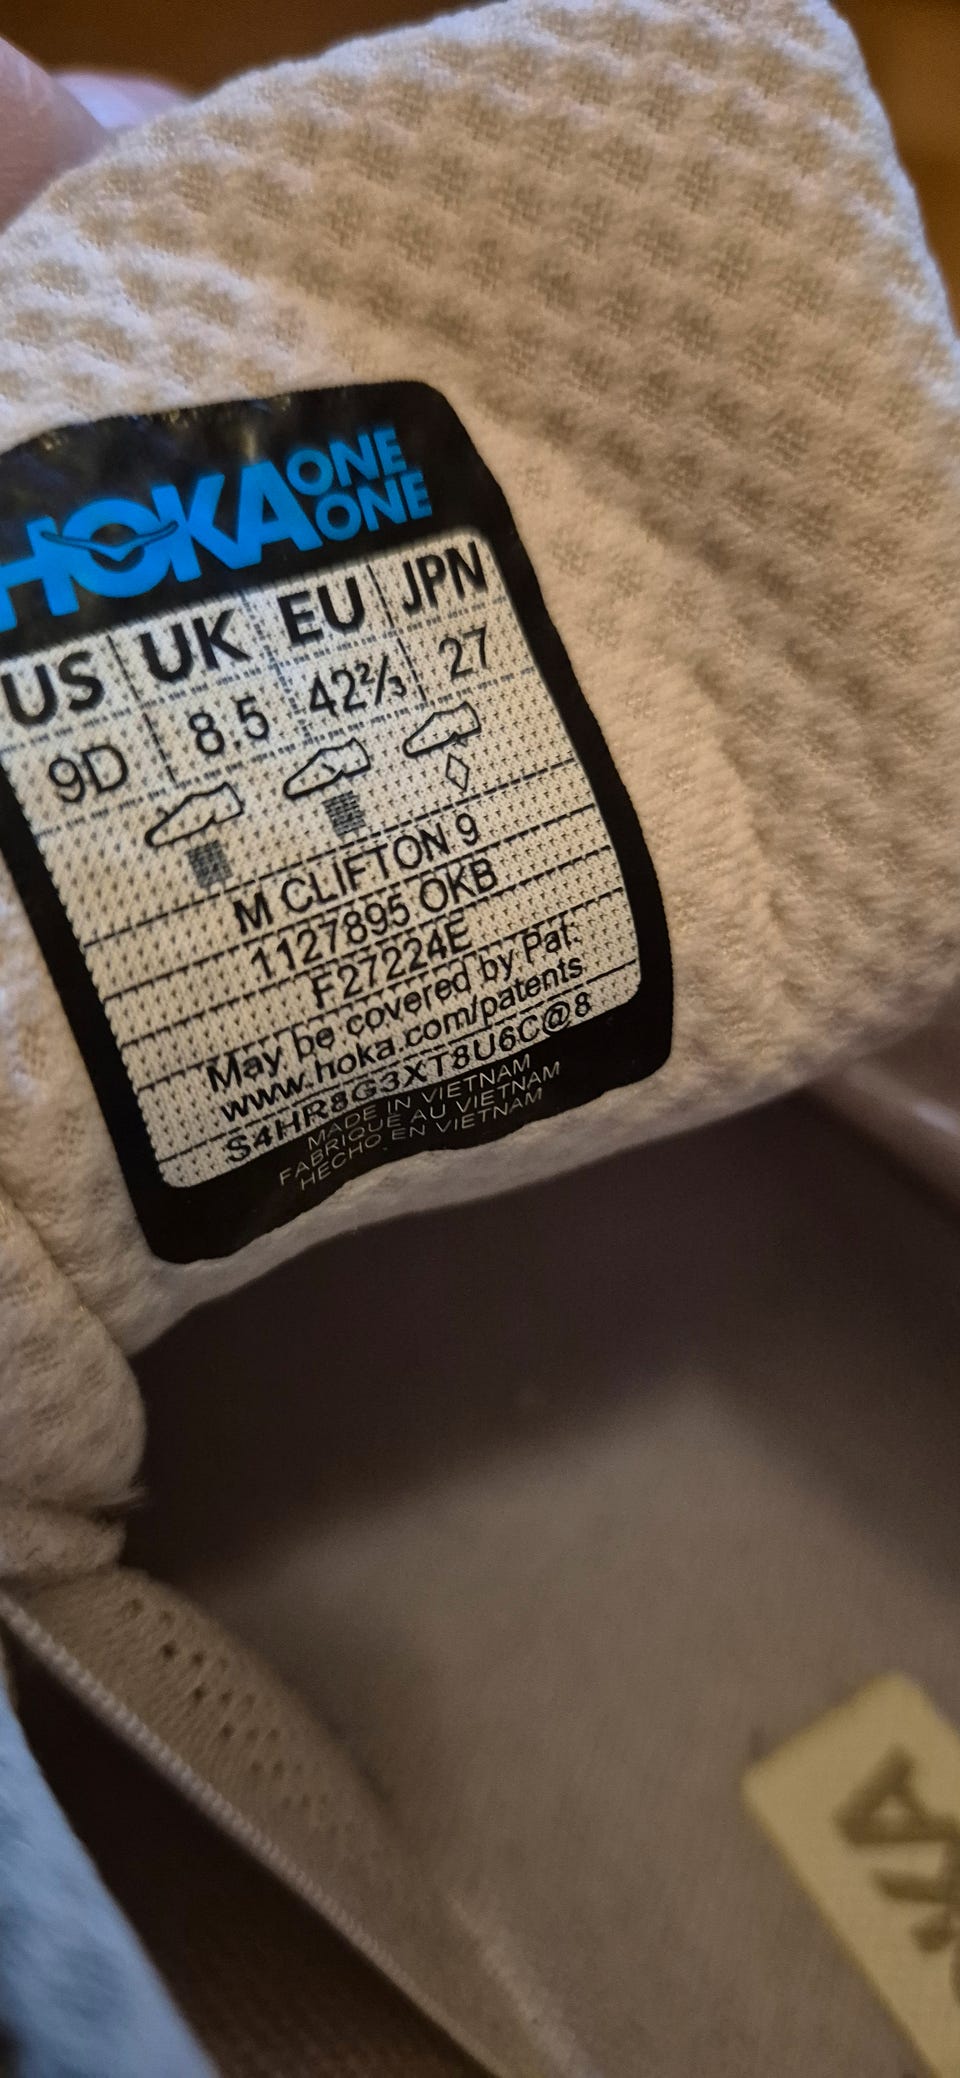 HOKA ONE ONE
US UK EU JPN
9D 8.5 42⅔ 27
M CLIFTON 9
1127895 OKB
F27224E
May be covered by Pat:
www.hoka.com/patents
S4HR8G3XT8U6C@8
MADE IN VIETNAM
FABRIQUÉ AU VIETNAM
HECHO EN VIETNAM